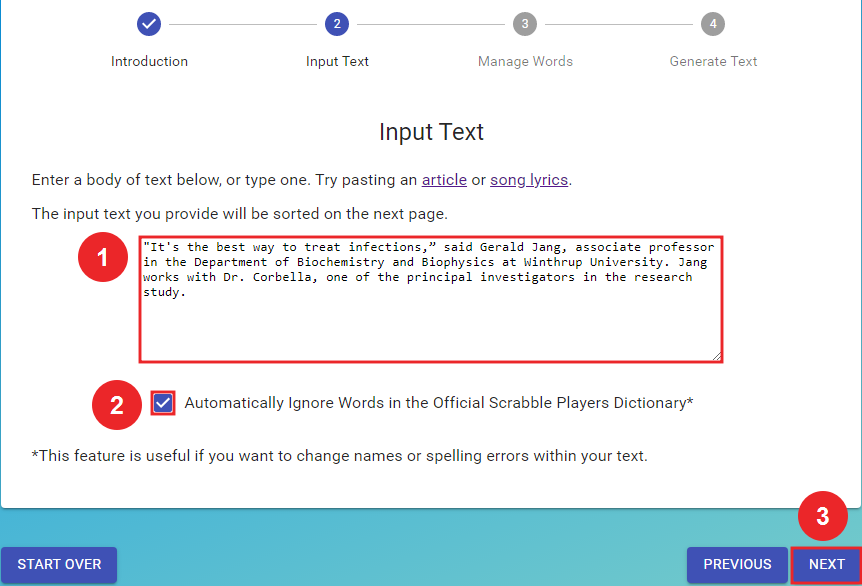 2 3 4
Introduction Input Text Manage Words Generate Text
Input Text
Enter a body of text below, or type one. Try pasting an article or song lyrics.
The input text you provide will be sorted on the next page.
1
"It's the best way to treat infections,” said Gerald Jang, associate professor
in the Department of Biochemistry and Biophysics at Winthrup University. Jang
works with Dr. Corbella, one of the principal investigators in the research
study.
2 Automatically Ignore Words in the Official Scrabble Players Dictionary*
*This feature is useful if you want to change names or spelling errors within your text.
3
START OVER PREVIOUS NEXT